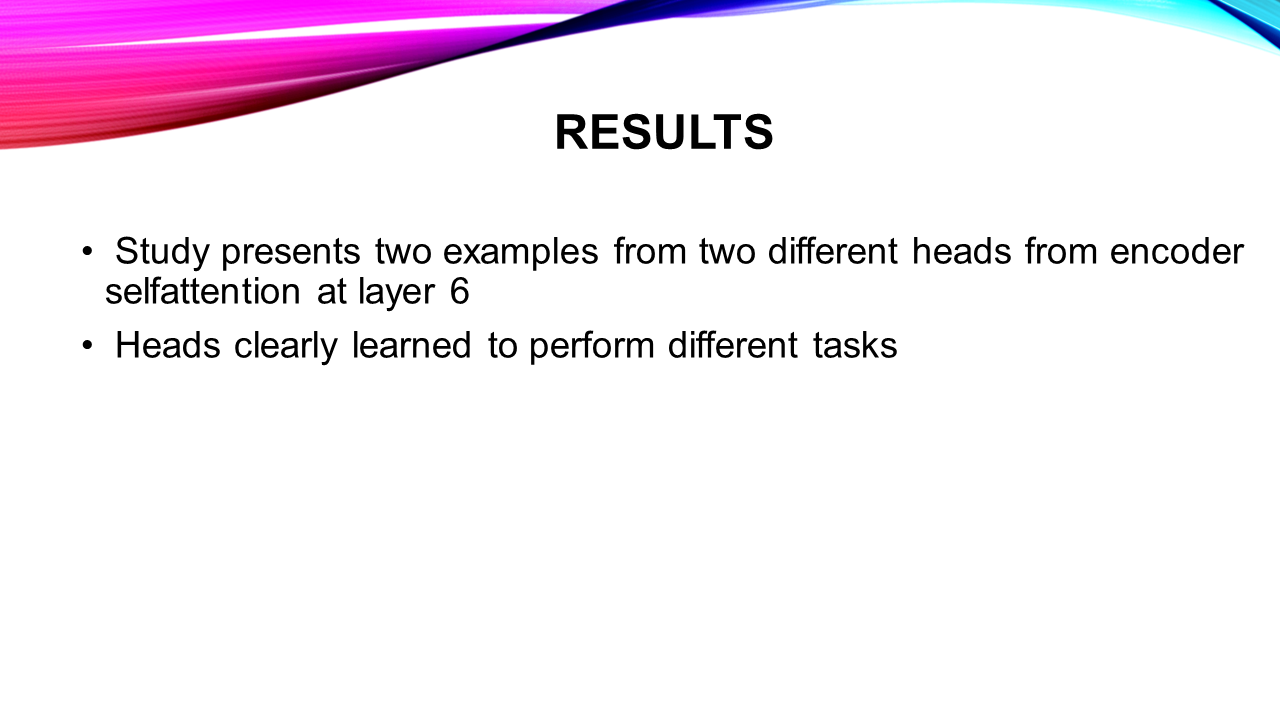 RESULTS
• Study presents two examples from two different heads from encoder
selfattention at layer 6
• Heads clearly learned to perform different tasks